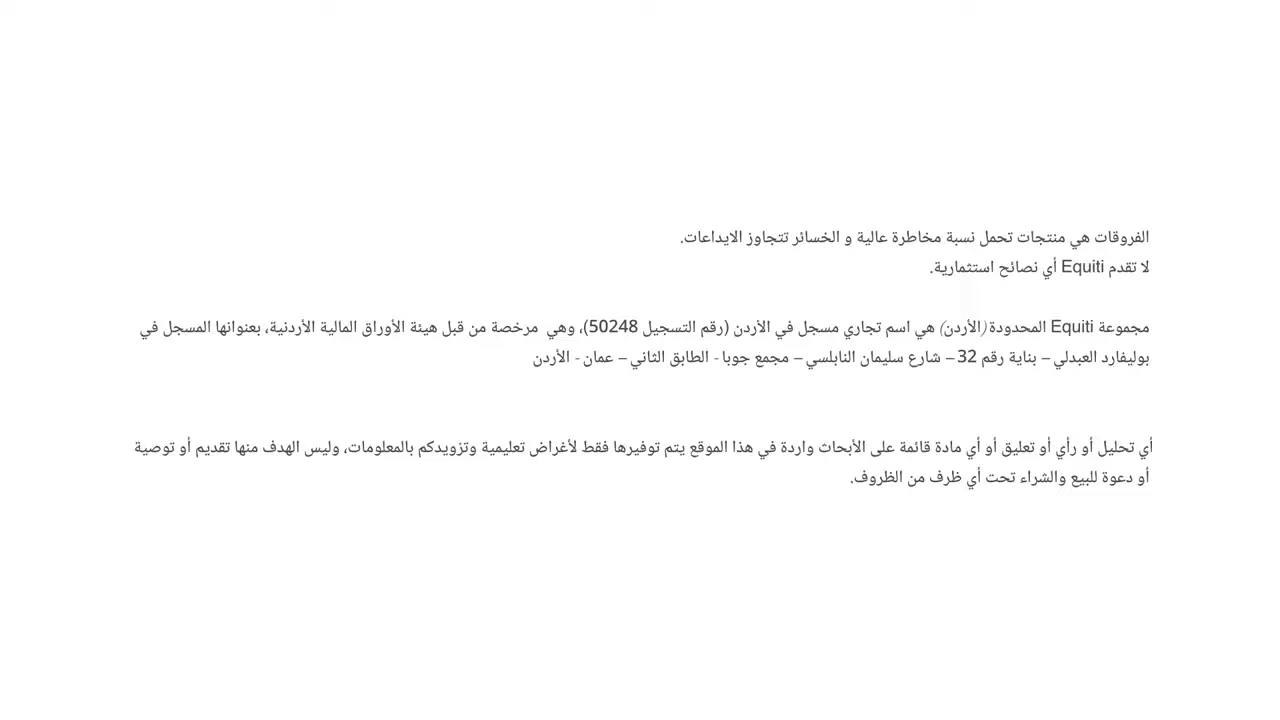 الفروقات هي منتجات تحمل نسبة مخاطرة عالية و الخسائر تتجاوز الايداعات.
لا تقدم Equiti أي نصائح استثمارية.
مجموعة Equiti المحدودة (الأردن) هي اسم تجاري مسجل في الأردن (رقم التسجيل 50248)، وهي مرخصة من قبل هيئة الأوراق المالية الأردنية، بعنوانها المسجل في
بوليفارد العبدلي – بناية رقم 32 – شارع سليمان النابلسي – مجمع جوبا - الطابق الثاني – عمان - الأردن
أي تحليل أو رأي أو تعليق أو أي مادة قائمة على الأبحاث واردة في هذا الموقع يتم توفيرها فقط لأغراض تعليمية وتزويدكم بالمعلومات، وليس الهدف منها تقديم أو توصية
أو دعوة للبيع والشراء تحت أي ظرف من الظروف.